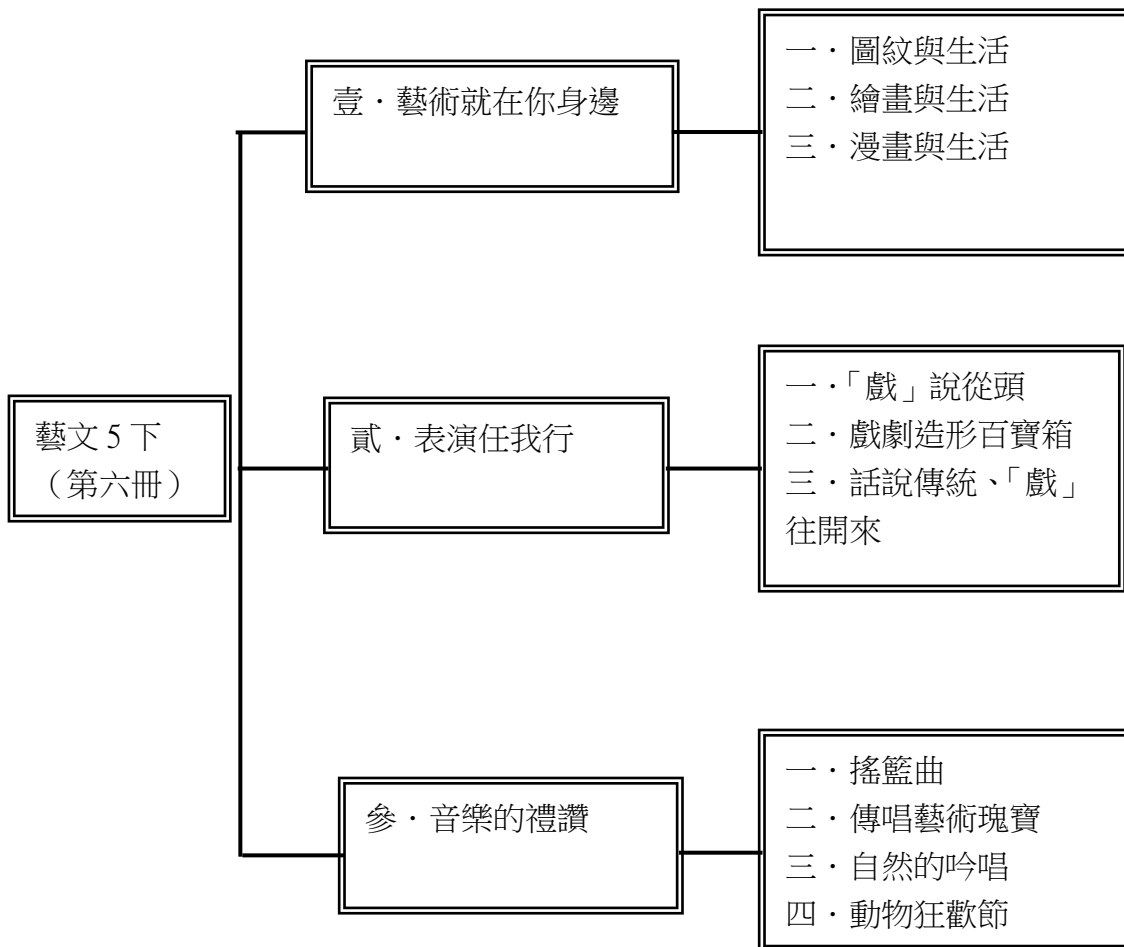 藝文 5 下
（第六冊）
壹．藝術就在你身邊
一．圖紋與生活
二．繪畫與生活
三．漫畫與生活
貳．表演任我行
一．「戲」說從頭
二．戲劇造形百寶箱
三．話說傳統、「戲」
往開來
參．音樂的禮讚
一．搖籃曲
二．傳唱藝術瑰寶
三．自然的吟唱
四．動物狂歡節